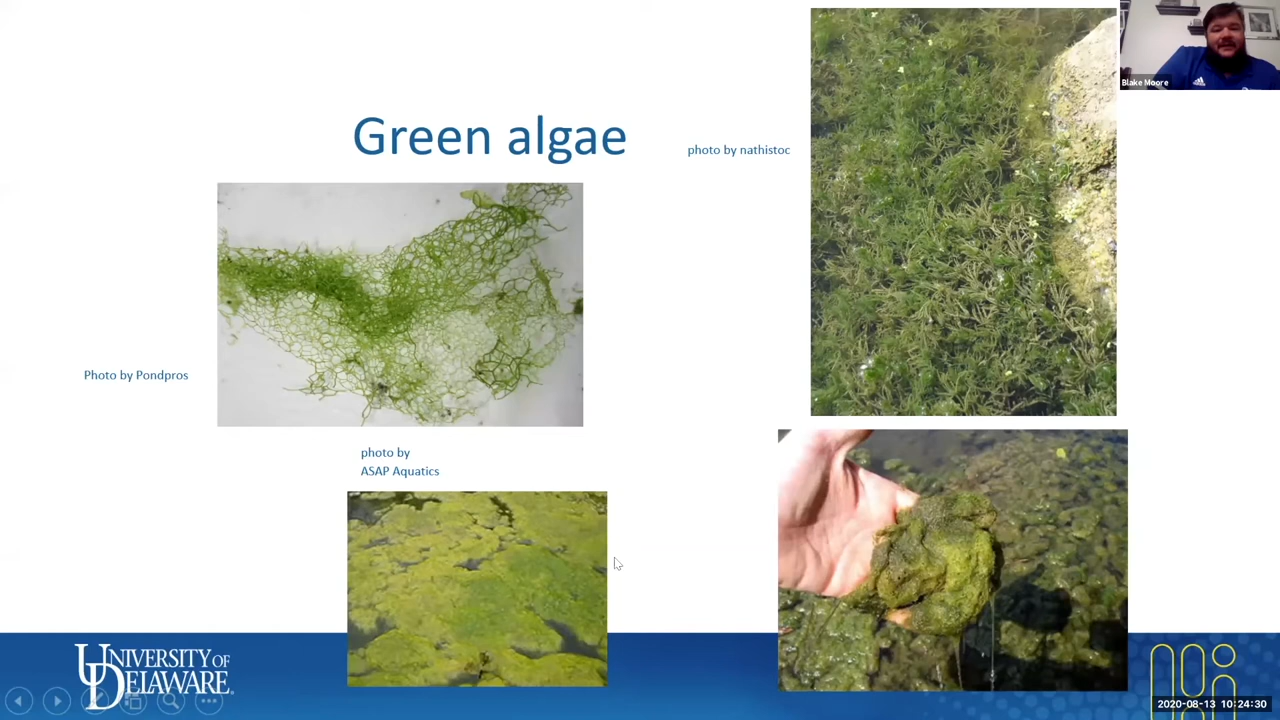 Blake Moore
Green algae
photo by nathistoc
Photo by Pondpros
photo by
ASAP Aquatics
UNIVERSITY OF
DELAWARE
2020-08-13 10:24:30